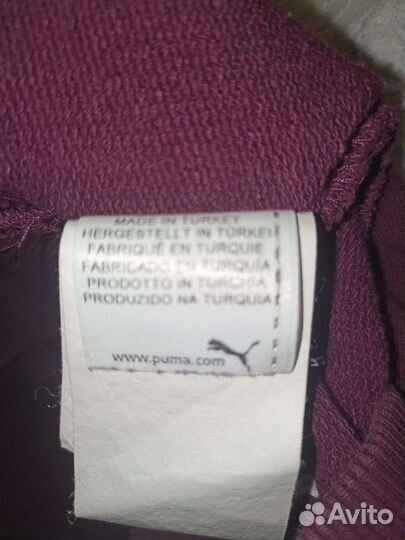 MADE IN TURKEY
HERGESTELLT IN TÜRKEI
FABRIQUÉ EN TURQUIE
FABRICADO EN TURQUÍA
PRODOTTO IN TURCHIA
PRODUZIDO NA TURQUIA
www.puma.com
Avito